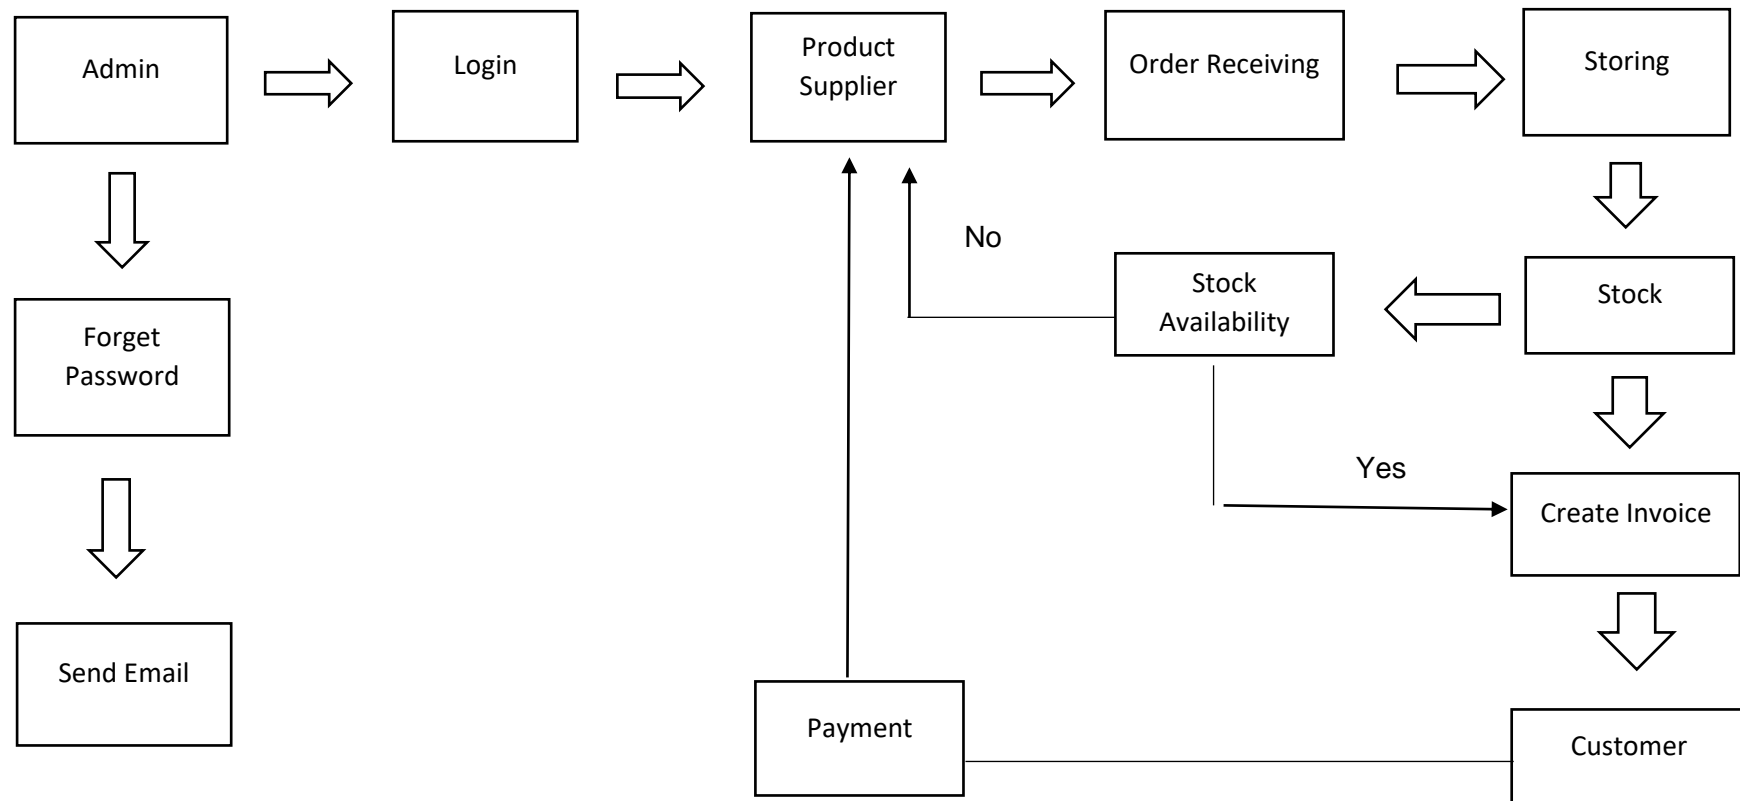 Admin
Login
Product
Supplier
Order Receiving
Storing
No
Stock
Availability
Stock
Forget
Password
Yes
Create Invoice
Send Email
Payment
Customer